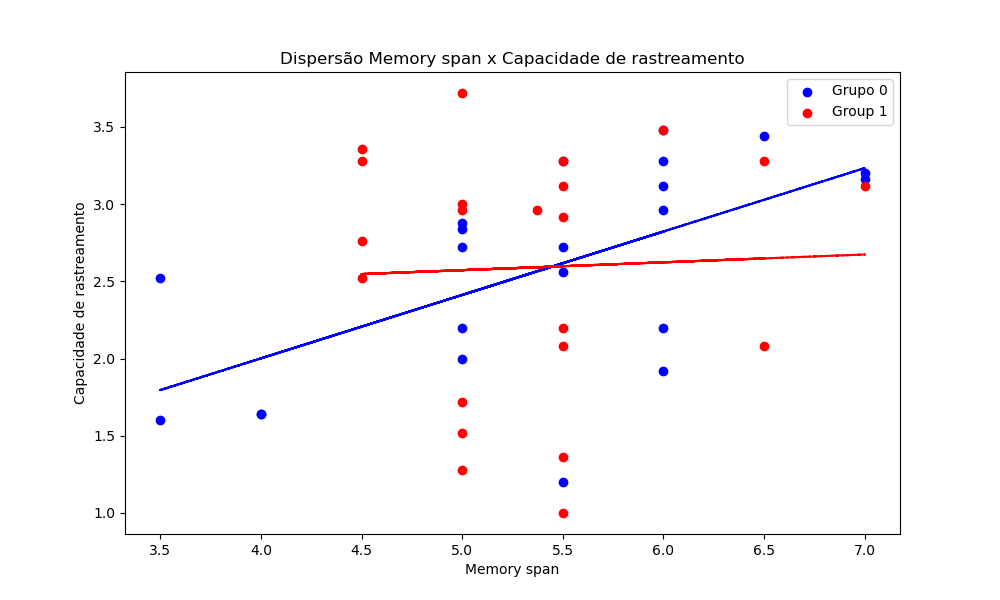 Dispersão Memory span x Capacidade de rastreamento
Grupo 0
Group 1
Capacidade de rastreamento
3.5
3.0
2.5
2.0
1.5
1.0
3.5 4.0 4.5 5.0 5.5 6.0 6.5 7.0
Memory span